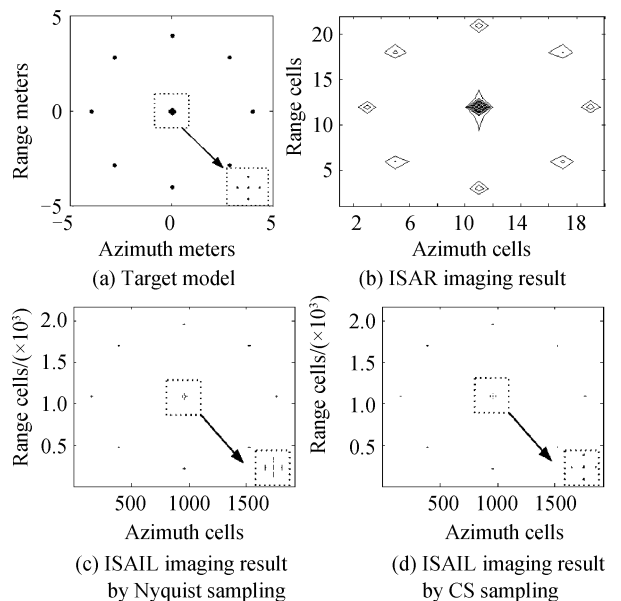 5
0
−5
−5
0
5
Range meters
Azimuth meters
(a) Target model
20
15
10
5
2
6
10
14
18
Range cells
Azimuth cells
(b) ISAR imaging result
2.0
1.5
1.0
0.5
500
1000
1500
Range cells/(×10³)
Azimuth cells
(c) ISAIL imaging result
by Nyquist sampling
2.0
1.5
1.0
0.5
500
1000
1500
Range cells/(×10³)
Azimuth cells
(d) ISAIL imaging result
by CS sampling